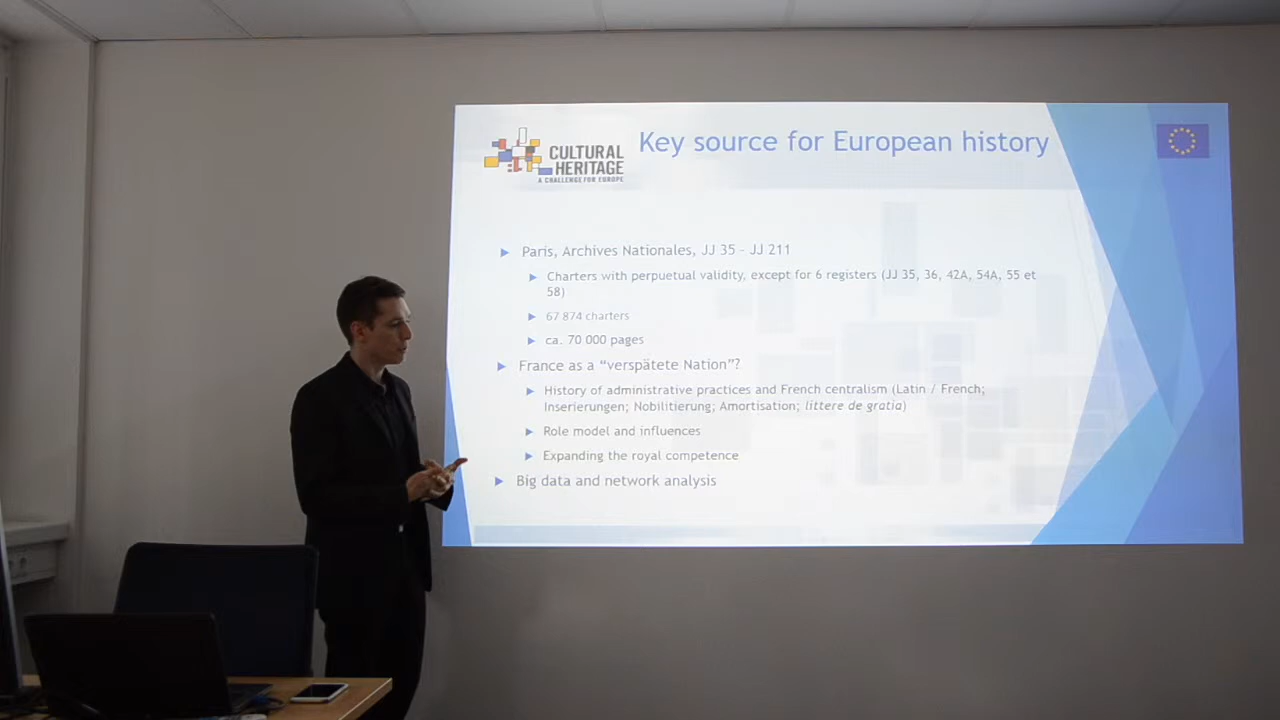 CULTURAL
HERITAGE
A CHALLENGE FOR EUROPE
Key source for European history
Paris, Archives Nationales, JJ 35 – JJ 211
Charters with perpuetual validity, except for 6 registers (JJ 35, 36, 42A, 54A, 55 et
58)
67 874 charters
ca. 70 000 pages
France as a “verspätete Nation”?
History of administrative practices and French centralism (Latin / French;
Inserierungen; Nobilitierung; Amortisation; littere de gratia)
Role model and influences
Expanding the royal competence
Big data and network analysis